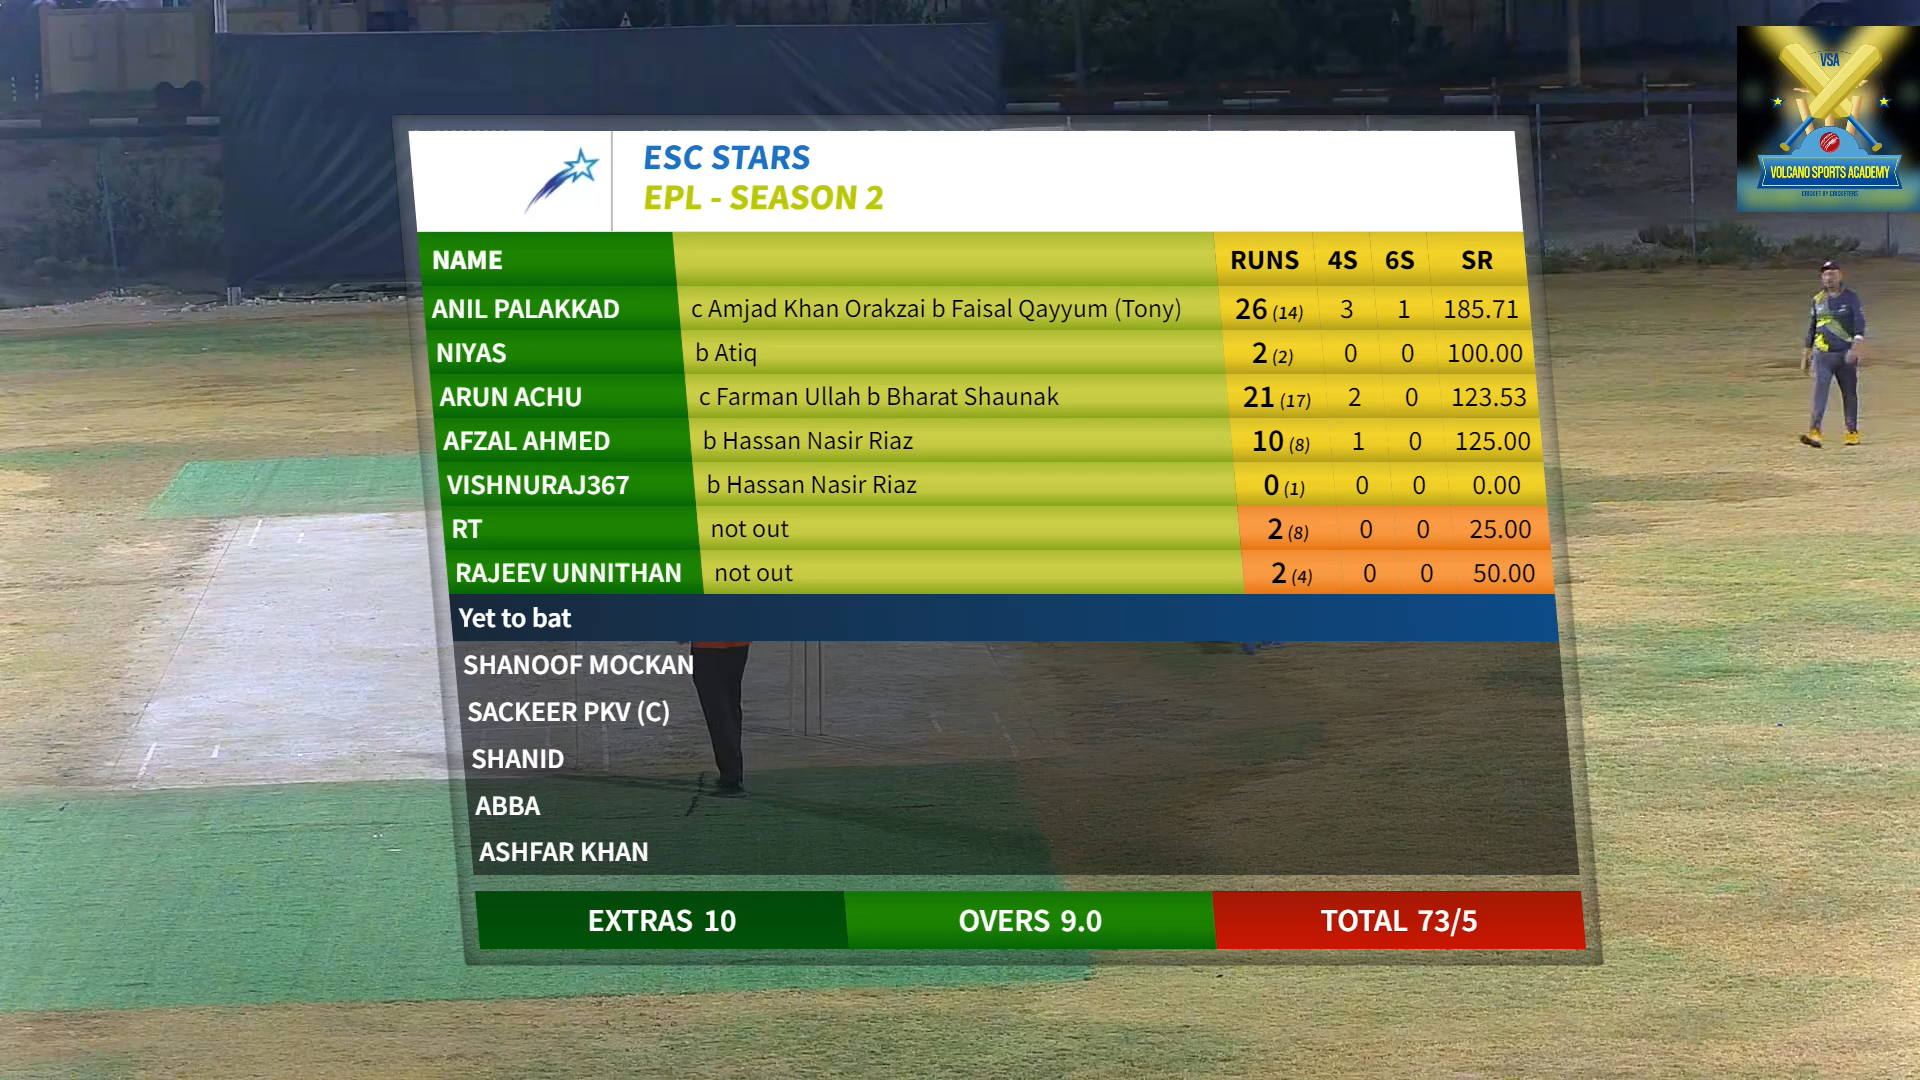 VSA
VOLCANO SPORTS ACADEMY
CRICKET BY CRICKETERS
ESC STARS
EPL - SEASON 2
NAME RUNS 4S 6S SR
ANIL PALAKKAD c Amjad Khan Orakzai b Faisal Qayyum (Tony) 26 (14) 3 1 185.71
NIYAS b Atiq 2 (2) 0 0 100.00
ARUN ACHU c Farman Ullah b Bharat Shaunak 21 (17) 2 0 123.53
AFZAL AHMED b Hassan Nasir Riaz 10 (8) 1 0 125.00
VISHNURAJ367 b Hassan Nasir Riaz 0 (1) 0 0 0.00
RT not out 2 (8) 0 0 25.00
RAJEEV UNNITHAN not out 2 (4) 0 0 50.00
Yet to bat
SHANOOF MOCKAN
SACKEER PKV (C)
SHANID
ABBA
ASHFAR KHAN
EXTRAS 10 OVERS 9.0 TOTAL 73/5